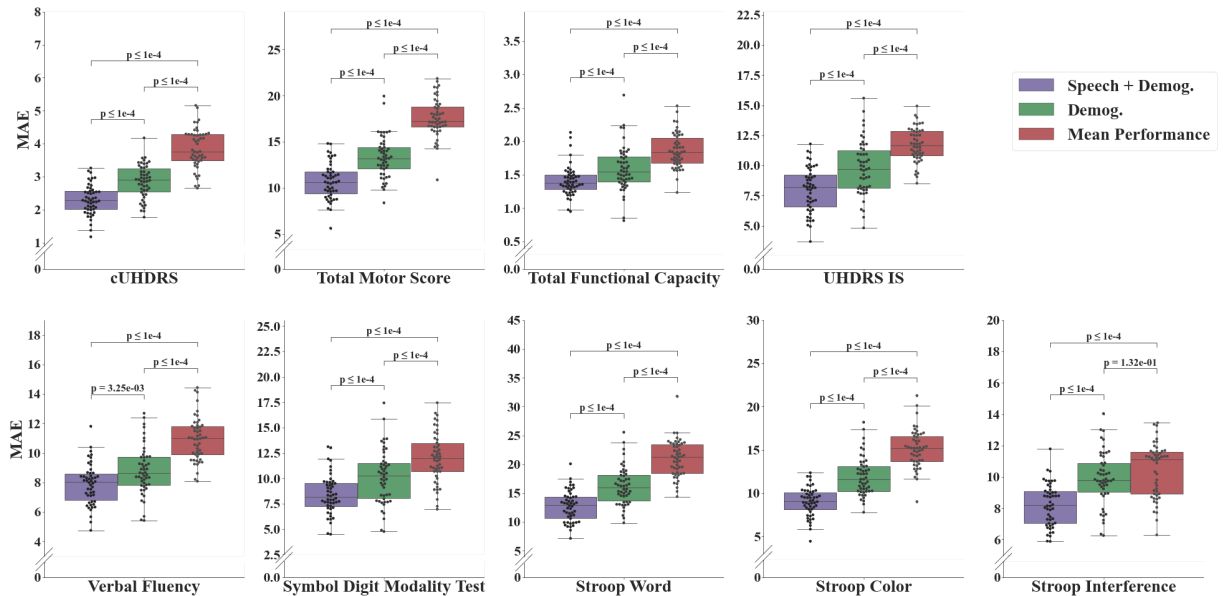 MAE
8
7
6
5
4
3
2
1
0
p ≤ 1e-4
p ≤ 1e-4
p ≤ 1e-4
cUHDRS
25
20
15
10
5
0
p ≤ 1e-4
p ≤ 1e-4
p ≤ 1e-4
Total Motor Score
3.5
3.0
2.5
2.0
1.5
1.0
0.5
0.0
p ≤ 1e-4
p ≤ 1e-4
p ≤ 1e-4
Total Functional Capacity
22.5
20.0
17.5
15.0
12.5
10.0
7.5
5.0
0.0
p ≤ 1e-4
p ≤ 1e-4
p ≤ 1e-4
UHDRS IS
Speech + Demog.
Demog.
Mean Performance
MAE
18
16
14
12
10
8
6
4
0
p ≤ 1e-4
p ≤ 1e-4
p = 3.25e-03
Verbal Fluency
25.0
22.5
20.0
17.5
15.0
12.5
10.0
7.5
5.0
2.5
0.0
p ≤ 1e-4
p ≤ 1e-4
p ≤ 1e-4
Symbol Digit Modality Test
45
40
35
30
25
20
15
10
5
0
p ≤ 1e-4
p ≤ 1e-4
p ≤ 1e-4
Stroop Word
30
25
20
15
10
5
0
p ≤ 1e-4
p ≤ 1e-4
p ≤ 1e-4
Stroop Color
20
18
16
14
12
10
8
6
0
p ≤ 1e-4
p = 1.32e-01
p ≤ 1e-4
Stroop Interference